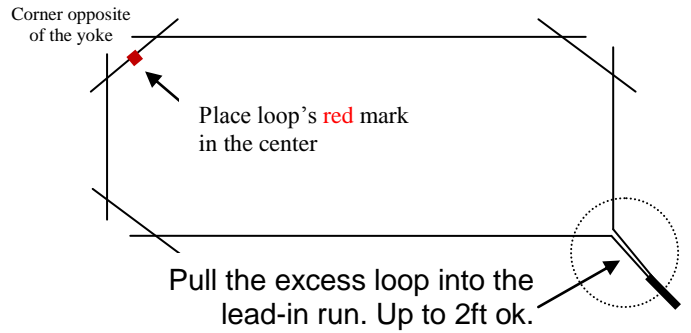 Corner opposite
of the yoke
Place loop’s red mark
in the center
Pull the excess loop into the
lead-in run. Up to 2ft ok.